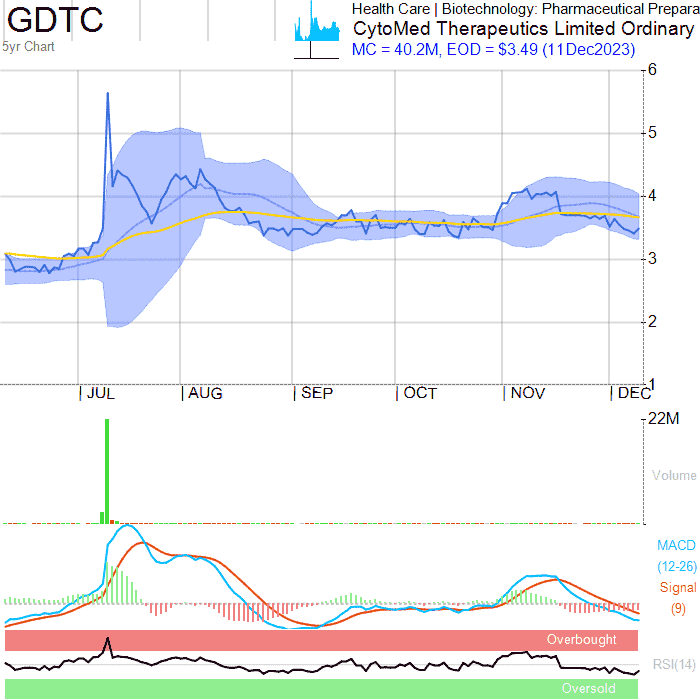 GDTC
5yr Chart
Health Care | Biotechnology: Pharmaceutical Prepara
CytoMed Therapeutics Limited Ordinary
MC = 40.2M, EOD = $3.49 (11Dec2023)
6
5
4
3
2
1
JUL AUG SEP OCT NOV DEC
22M
Volume
MACD
(12-26)
Signal
(9)
Overbought
RSI(14)
Oversold